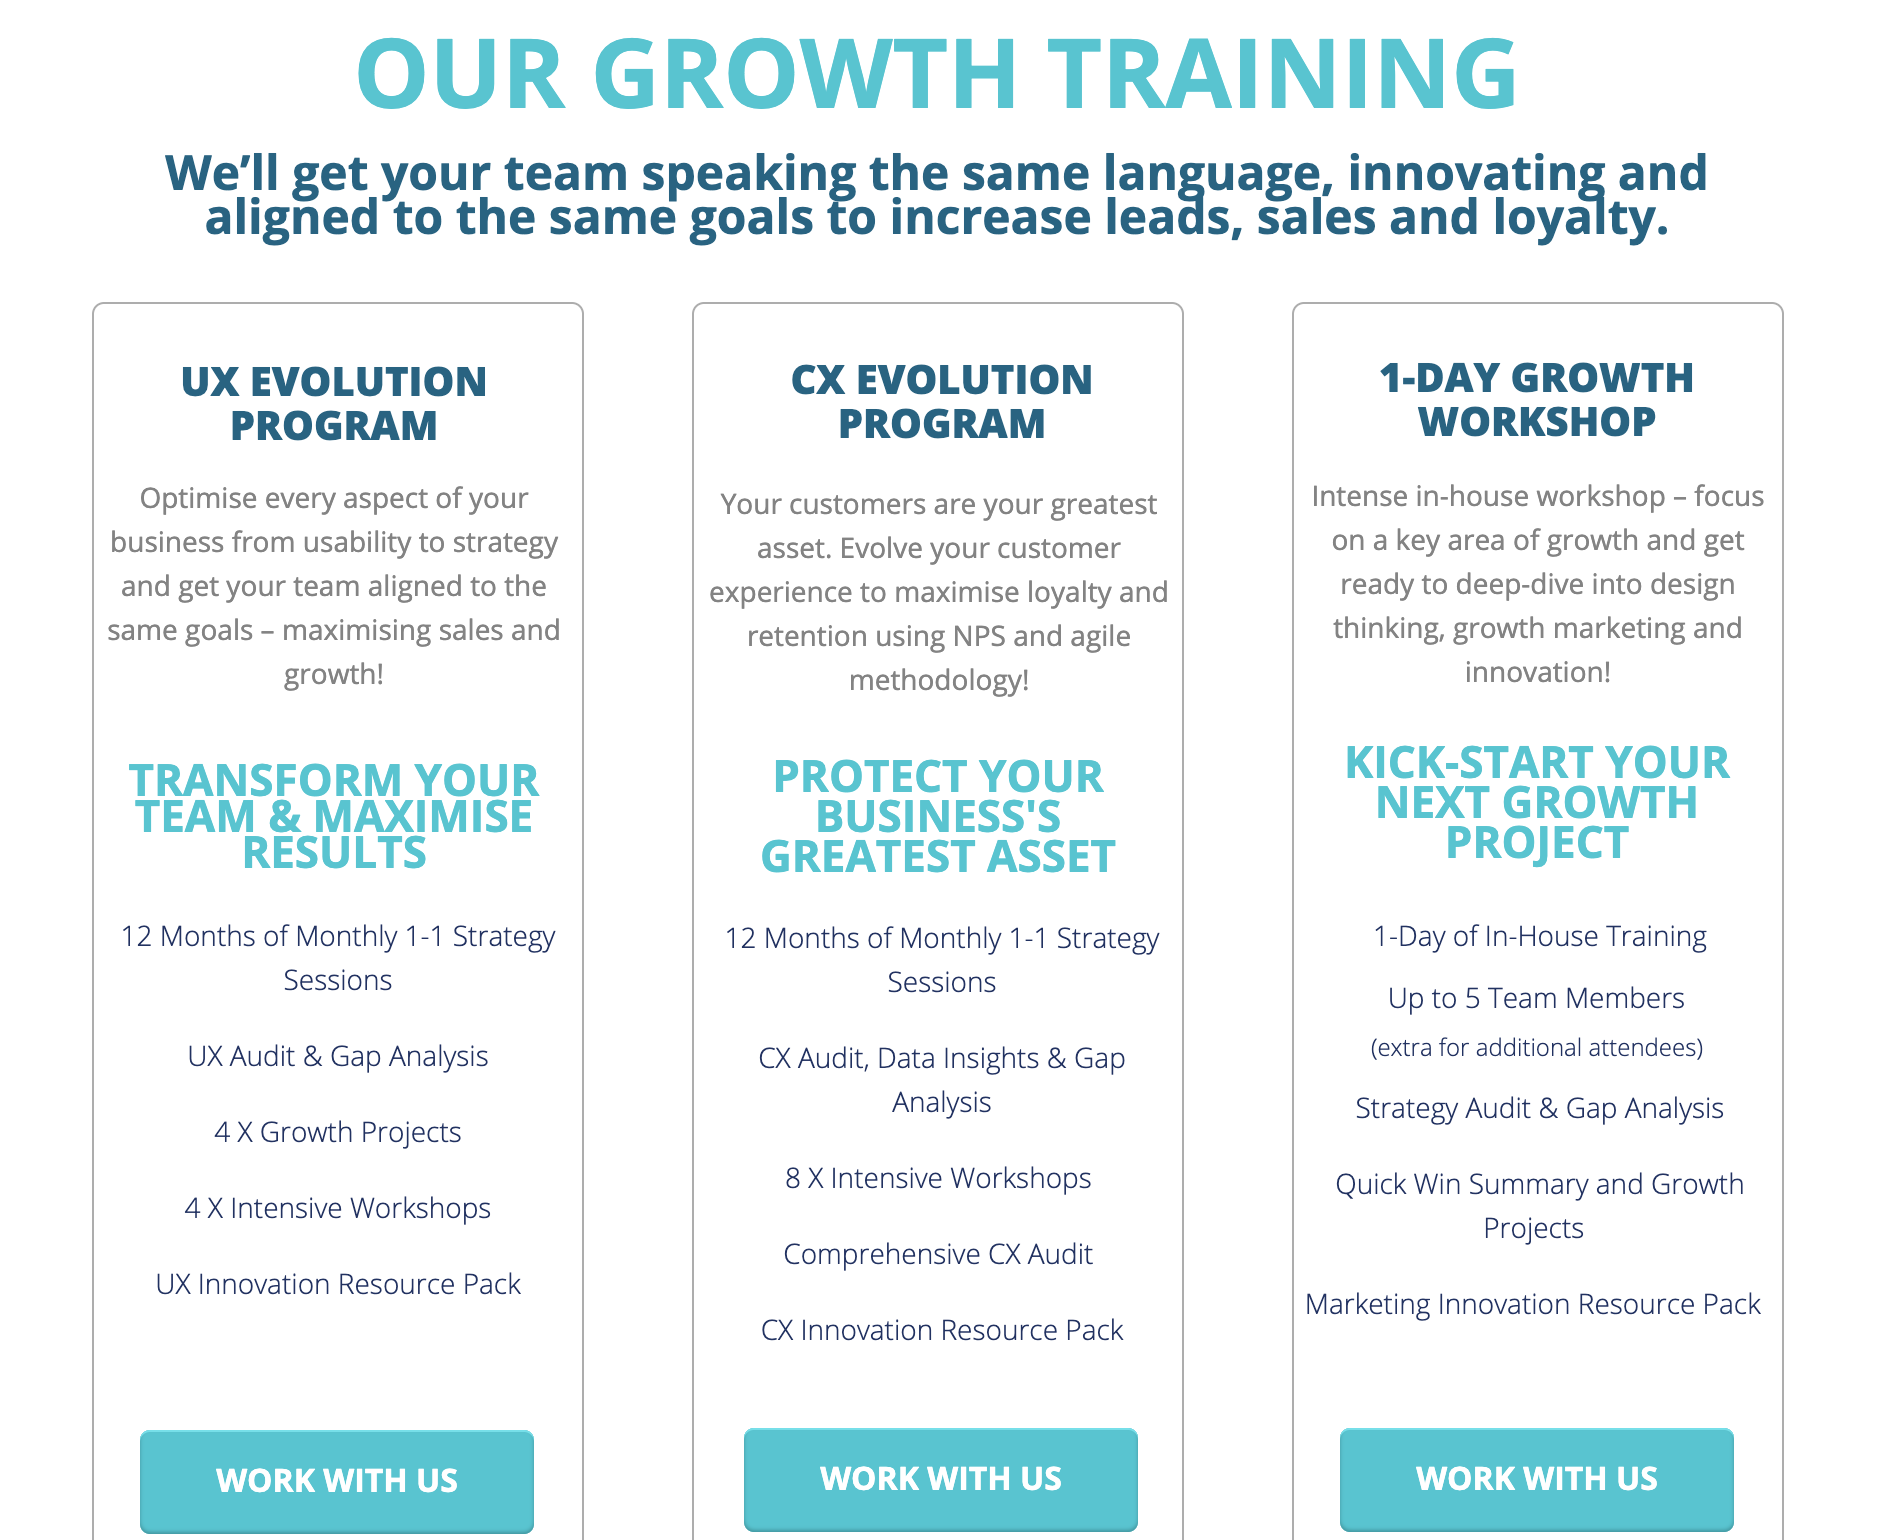 OUR GROWTH TRAINING
We’ll get your team speaking the same language, innovating and
aligned to the same goals to increase leads, sales and loyalty.
UX EVOLUTION
PROGRAM
Optimise every aspect of your
business from usability to strategy
and get your team aligned to the
same goals – maximising sales and
growth!
TRANSFORM YOUR
TEAM & MAXIMISE
RESULTS
12 Months of Monthly 1-1 Strategy
Sessions
UX Audit & Gap Analysis
4 X Growth Projects
4 X Intensive Workshops
UX Innovation Resource Pack
WORK WITH US
CX EVOLUTION
PROGRAM
Your customers are your greatest
asset. Evolve your customer
experience to maximise loyalty and
retention using NPS and agile
methodology!
PROTECT YOUR
BUSINESS'S
GREATEST ASSET
12 Months of Monthly 1-1 Strategy
Sessions
CX Audit, Data Insights & Gap
Analysis
8 X Intensive Workshops
Comprehensive CX Audit
CX Innovation Resource Pack
WORK WITH US
1-DAY GROWTH
WORKSHOP
Intense in-house workshop – focus
on a key area of growth and get
ready to deep-dive into design
thinking, growth marketing and
innovation!
KICK-START YOUR
NEXT GROWTH
PROJECT
1-Day of In-House Training
Up to 5 Team Members
(extra for additional attendees)
Strategy Audit & Gap Analysis
Quick Win Summary and Growth
Projects
Marketing Innovation Resource Pack
WORK WITH US